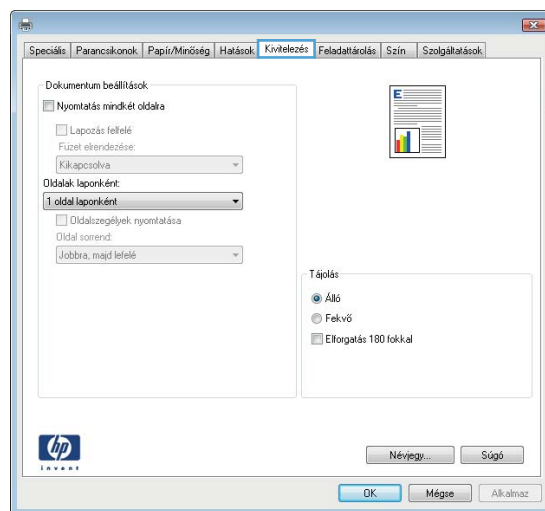 Speciális Parancsikonok Papír/Minőség Hatások Kivitelezés Feladattárolás Szín Szolgáltatások
Dokumentum beállítások
Nyomtatás mindkét oldalra
Lapozás felfelé
Füzet elrendezése:
Kikapcsolva
Oldalak laponként:
1 oldal laponként
Oldalszegélyek nyomtatása
Oldal sorrend:
Jobbra, majd lefelé
E
Tájolás
Álló
Fekvő
Elforgatás 180 fokkal
hp
invent
Névjegy... Súgó
OK Mégse Alkalmaz